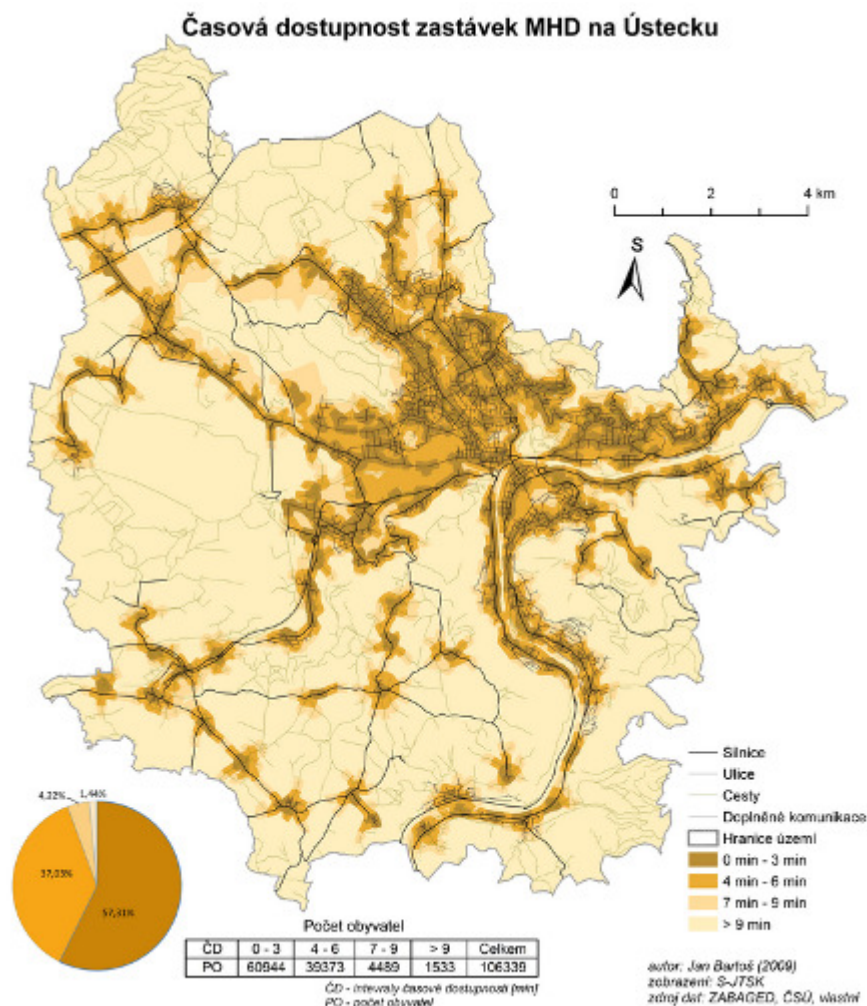 Časová dostupnost zastávek MHD na Ústecku
0 2 4 km
S
Silnice
Ulice
Cesty
Doplněné komunikace
Hranice území
0 min - 3 min
4 min - 6 min
7 min - 9 min
> 9 min
4,22%
1,44%
37,03%
57,31%
Počet obyvatel
ČD 0 - 3 4 - 6 7 - 9 > 9 Celkem
PO 60944 39373 4489 1533 106339
ČD - intervaly časové dostupnosti [min]
PO - počet obyvatel
autor: Jan Bartoš (2009)
zobrazení: S-JTSK
zdroj dat: ZABAGED, ČSÚ, vlastní